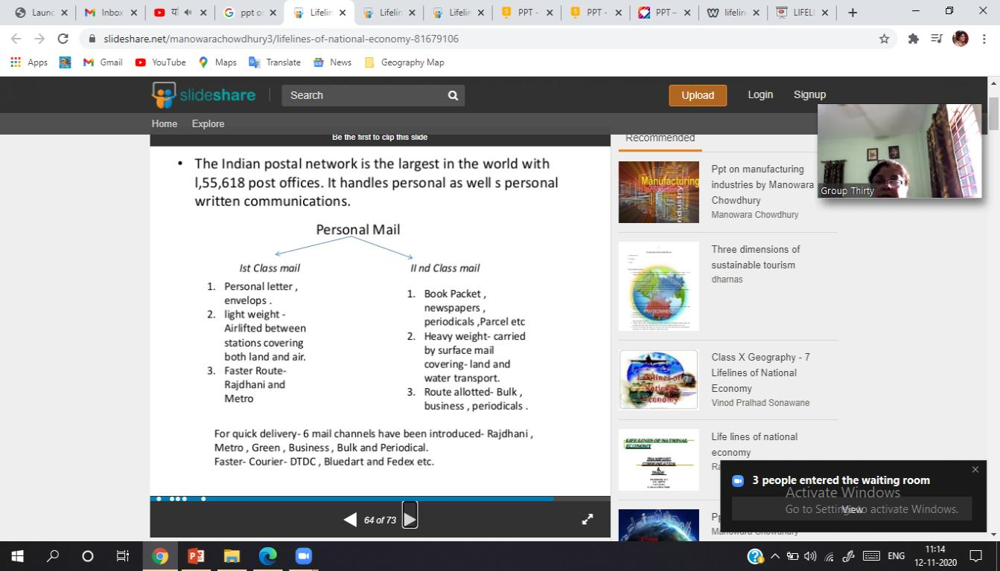 Launc
Inbox
य
ppt o
Lifelin
Lifelin
Lifelin
PPT -
PPT -
PPT –
lifelin
LIFEL
slideshare.net/manowarachowdhury3/lifelines-of-national-economy-81679106
Apps
Gmail
YouTube
Maps
Translate
News
Geography Map
slideshare
Search
Upload
Login
Signup
Home
Explore
Be the first to clip this slide
• The Indian postal network is the largest in the world with
l,55,618 post offices. It handles personal as well s personal
written communications.
Personal Mail
Ist Class mail
1. Personal letter ,
envelops .
2. light weight -
Airlifted between
stations covering
both land and air.
3. Faster Route-
Rajdhani and
Metro
II nd Class mail
1. Book Packet ,
newspapers ,
periodicals ,Parcel etc
2. Heavy weight- carried
by surface mail
covering- land and
water transport.
3. Route allotted- Bulk ,
business , periodicals .
For quick delivery- 6 mail channels have been introduced- Rajdhani ,
Metro , Green , Business , Bulk and Periodical.
Faster- Courier- DTDC , Bluedart and Fedex etc.
64 of 73
Recommended
Manufacturing
Ppt on manufacturing
industries by Manowara
Chowdhury
Manowara Chowdhury
Three dimensions of
sustainable tourism
dharnas
Lifelines of
National
Economy
Class X Geography - 7
Lifelines of National
Economy
Vinod Pralhad Sonawane
LIFE LINES OF NATIONAL
ECONOMY
TRANSPORT
COMMUNICATION
&
TRADE
Life lines of national
economy
Ra
Pp
Manowara Chowdhury
Group Thirty
3 people entered the waiting room
View
Activate Windows
Go to Settings to activate Windows.
ENG
11:14
12-11-2020